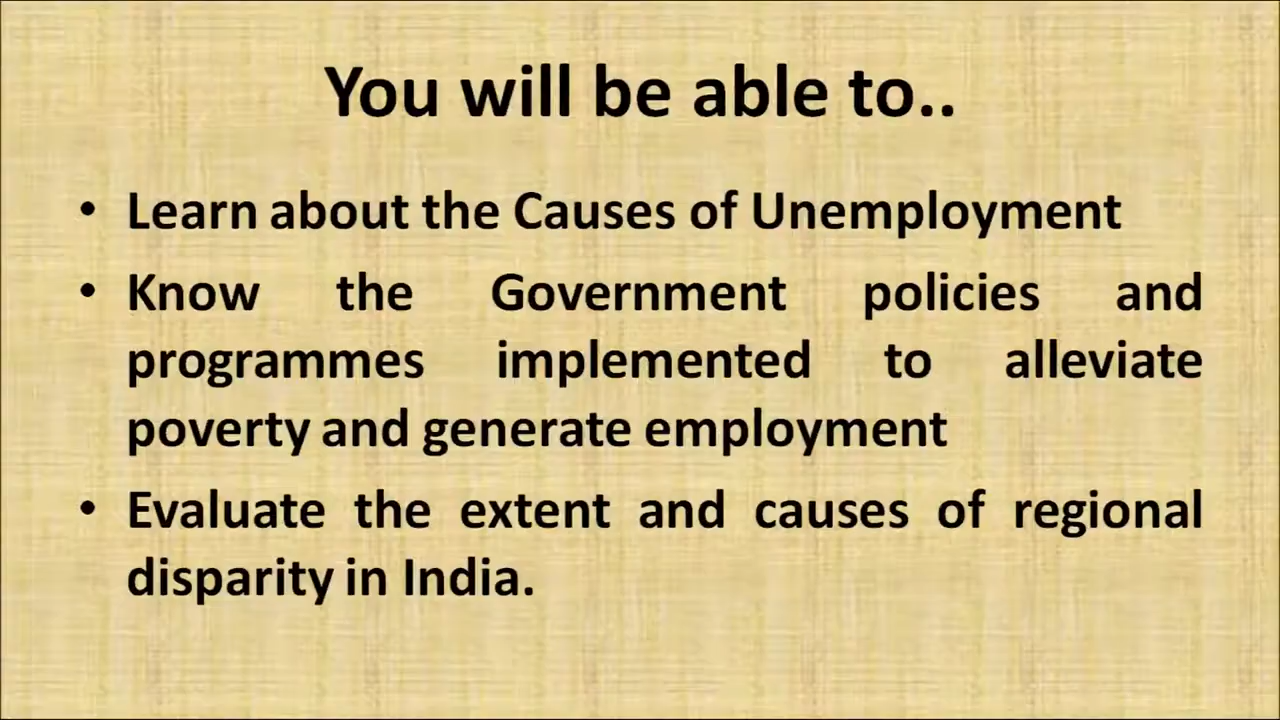 You will be able to..
• Learn about the Causes of Unemployment
• Know the Government policies and
programmes implemented to alleviate
poverty and generate employment
• Evaluate the extent and causes of regional
disparity in India.